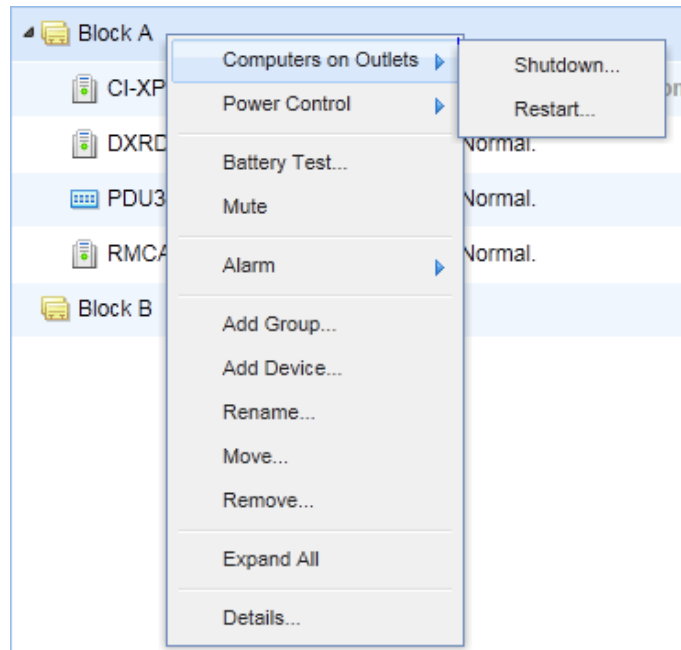 Block A
Computers on Outlets
Shutdown...
CI-XP
Power Control
Restart...
DXRD
Battery Test...
Normal.
PDU3
Mute
Normal.
RMCA
Alarm
Normal.
Block B
Add Group...
Add Device...
Rename...
Move...
Remove...
Expand All
Details...